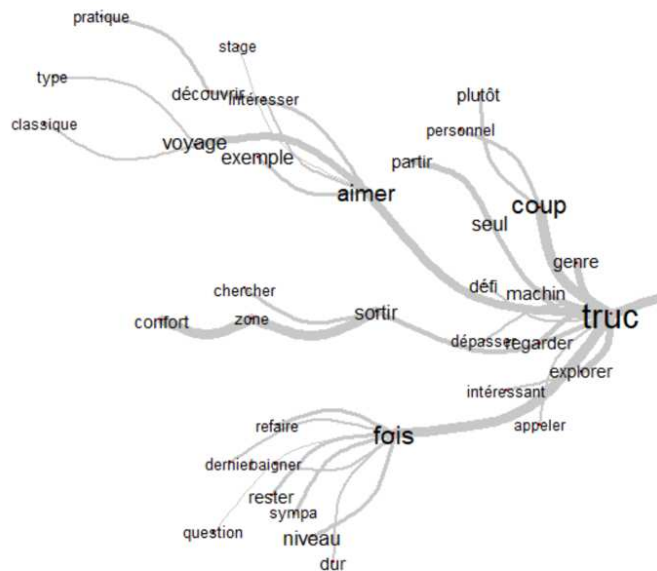 pratique
stage
type
découvrir
intéresser
plutôt
classique
personnel
voyage
exemple
partir
aimer
coup
seul
genre
chercher
défi
machin
confort
zone
sortir
truc
dépasser
regarder
explorer
intéressant
refaire
fois
appeler
dernier
baigner
rester
sympa
question
niveau
dur